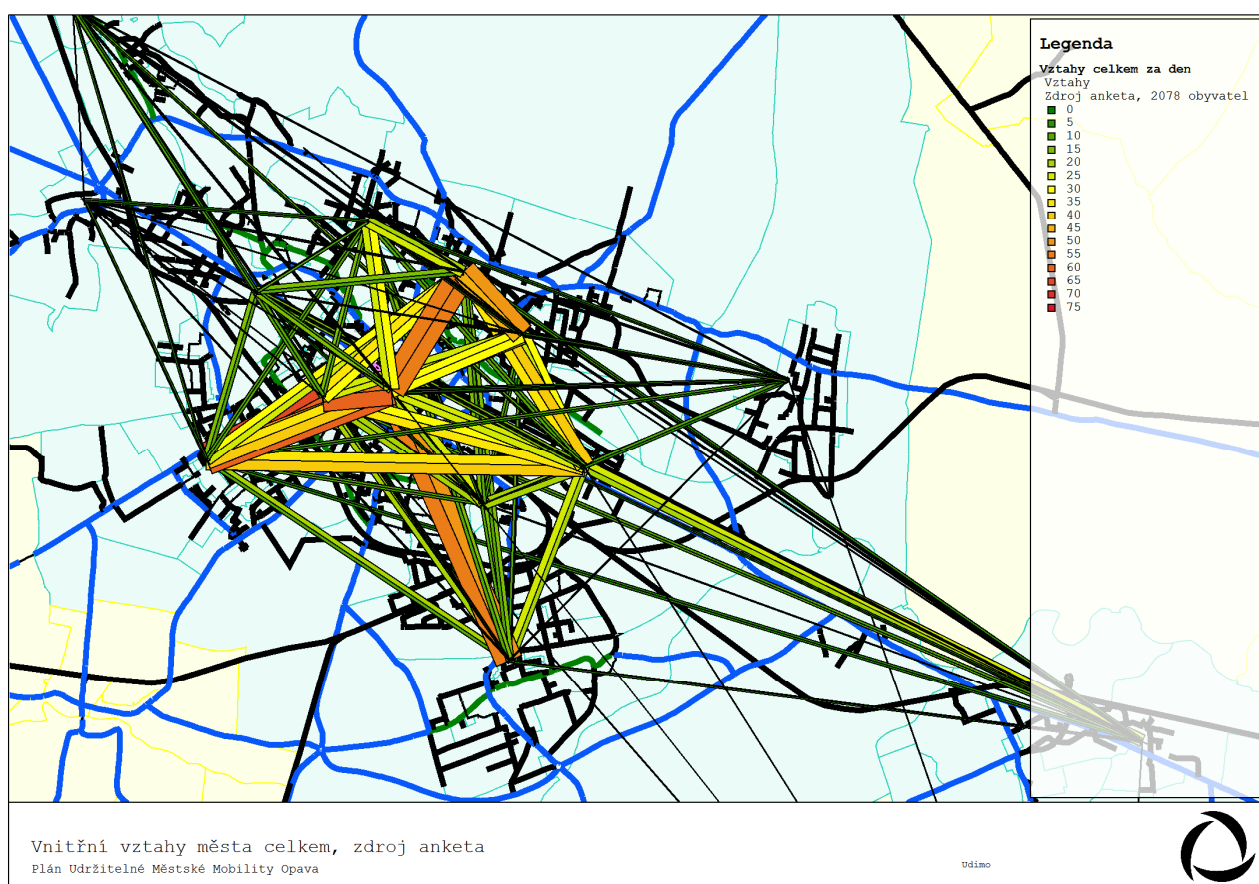 Legenda
Vztahy celkem za den
Vztahy
Zdroj anketa, 2078 obyvatel
0
5
10
15
20
25
30
35
40
45
50
55
60
65
70
75
Vnitřní vztahy města celkem, zdroj anketa
Plán Udržitelné Městské Mobility Opava
Udimo